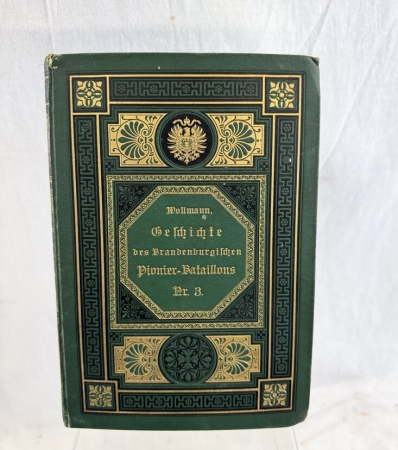 Wollmann,
Geschichte
des Brandenburgischen
Pionier-Bataillons
Nr. 3.